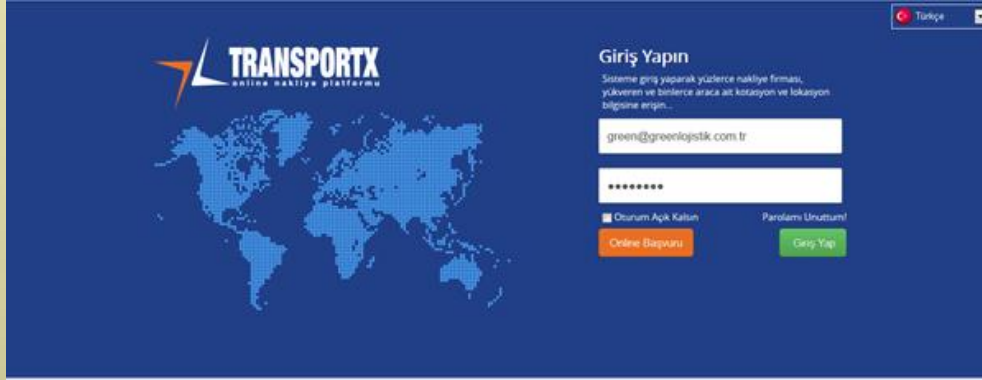 Türkçe
TRANSPORTX
online nakliye platformu
Giriş Yapın
Sisteme giriş yaparak yüzlerce nakliye firması,
yükveren ve binlerce araca ait kotasyon ve lokasyon
bilgisine erişin...
green@greenlojistik.com.tr
Oturum Açık Kalsın
Parolamı Unuttum!
Online Başvuru
Giriş Yap